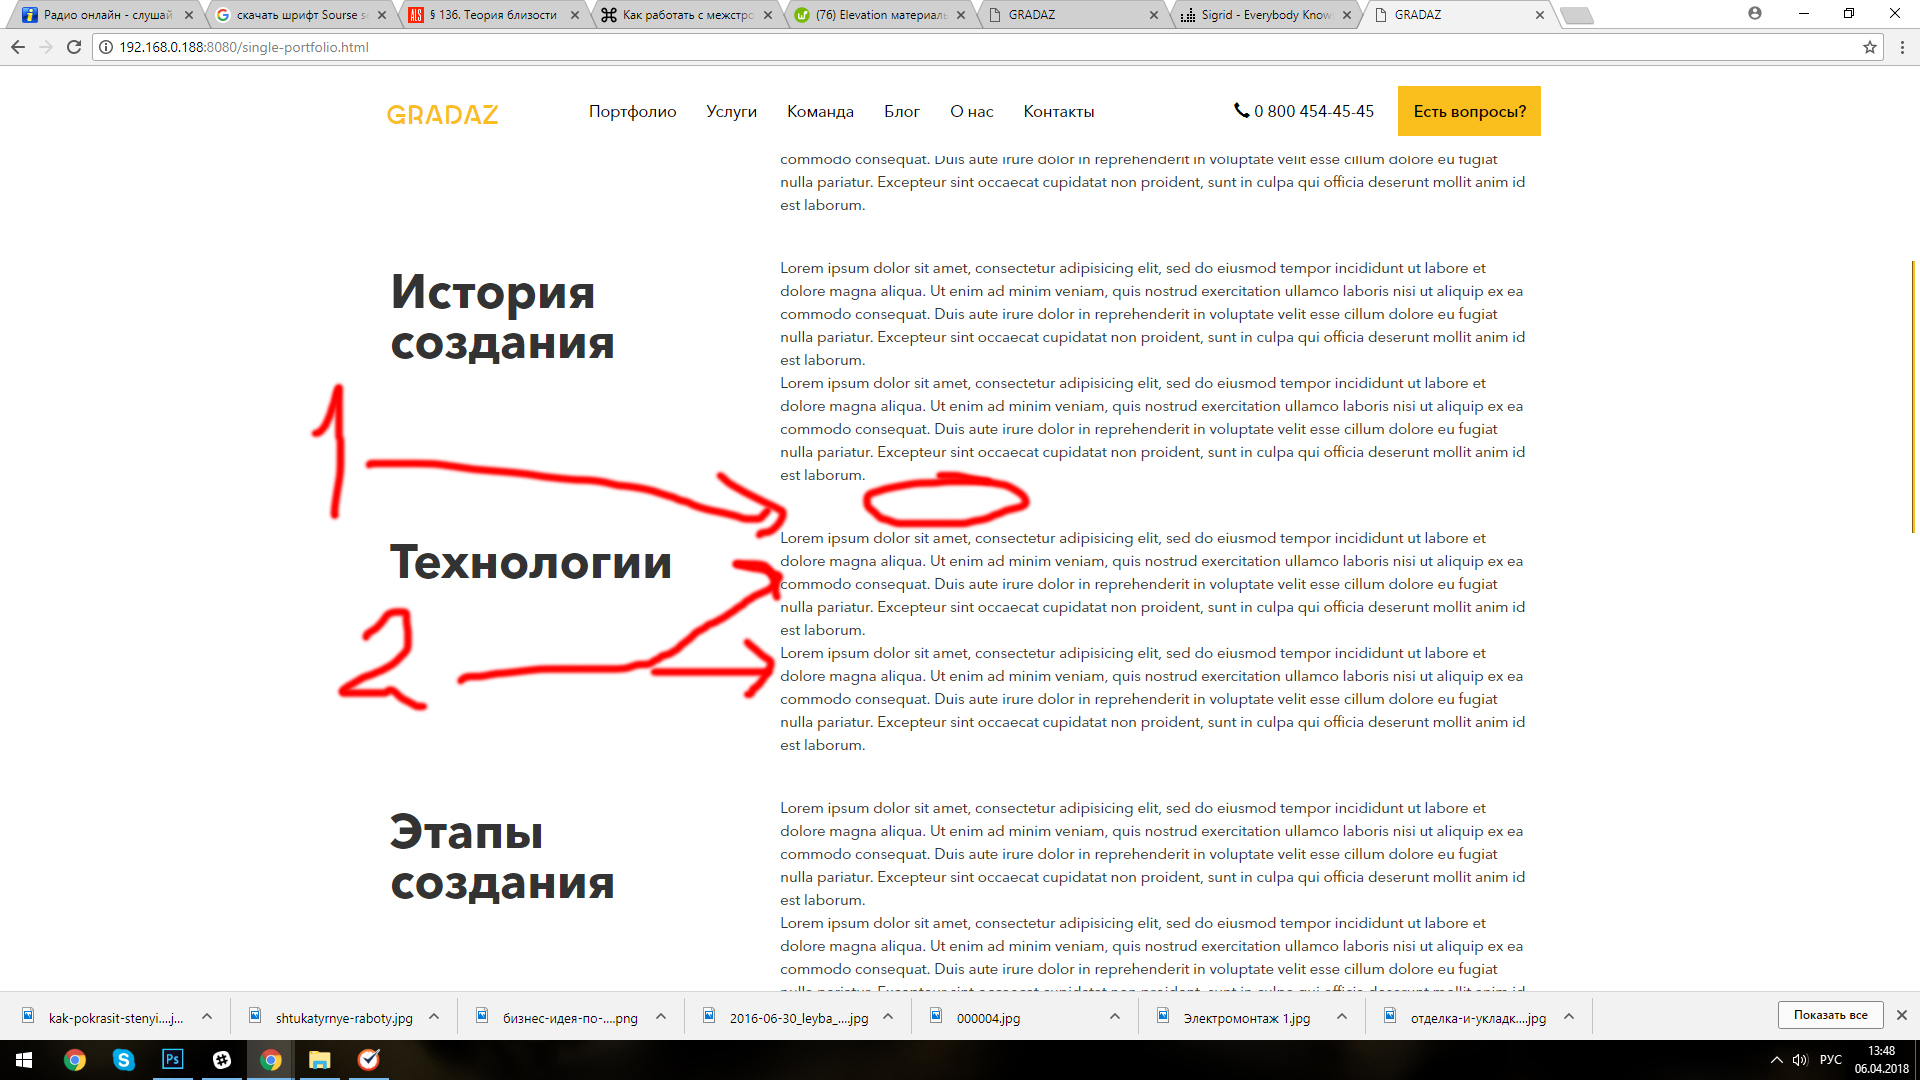 Радио онлайн - слушай
скачать шрифт Sourse s
§ 136. Теория близости
Как работать с межстро
(76) Elevation материаль
GRADAZ
Sigrid - Everybody Know
GRADAZ
192.168.0.188:8080/single-portfolio.html
GRADAZ
Портфолио
Услуги
Команда
Блог
О нас
Контакты
0 800 454-45-45
Есть вопросы?
commodo consequat. Duis aute irure dolor in reprehenderit in voluptate velit esse cillum dolore eu fugiat
nulla pariatur. Excepteur sint occaecat cupidatat non proident, sunt in culpa qui officia deserunt mollit anim id
est laborum.
История
создания
Lorem ipsum dolor sit amet, consectetur adipisicing elit, sed do eiusmod tempor incididunt ut labore et
dolore magna aliqua. Ut enim ad minim veniam, quis nostrud exercitation ullamco laboris nisi ut aliquip ex ea
commodo consequat. Duis aute irure dolor in reprehenderit in voluptate velit esse cillum dolore eu fugiat
nulla pariatur. Excepteur sint occaecat cupidatat non proident, sunt in culpa qui officia deserunt mollit anim id
est laborum.
Lorem ipsum dolor sit amet, consectetur adipisicing elit, sed do eiusmod tempor incididunt ut labore et
dolore magna aliqua. Ut enim ad minim veniam, quis nostrud exercitation ullamco laboris nisi ut aliquip ex ea
commodo consequat. Duis aute irure dolor in reprehenderit in voluptate velit esse cillum dolore eu fugiat
nulla pariatur. Excepteur sint occaecat cupidatat non proident, sunt in culpa qui officia deserunt mollit anim id
est laborum.
1
Технологии
2
Lorem ipsum dolor sit amet, consectetur adipisicing elit, sed do eiusmod tempor incididunt ut labore et
dolore magna aliqua. Ut enim ad minim veniam, quis nostrud exercitation ullamco laboris nisi ut aliquip ex ea
commodo consequat. Duis aute irure dolor in reprehenderit in voluptate velit esse cillum dolore eu fugiat
nulla pariatur. Excepteur sint occaecat cupidatat non proident, sunt in culpa qui officia deserunt mollit anim id
est laborum.
Lorem ipsum dolor sit amet, consectetur adipisicing elit, sed do eiusmod tempor incididunt ut labore et
dolore magna aliqua. Ut enim ad minim veniam, quis nostrud exercitation ullamco laboris nisi ut aliquip ex ea
commodo consequat. Duis aute irure dolor in reprehenderit in voluptate velit esse cillum dolore eu fugiat
nulla pariatur. Excepteur sint occaecat cupidatat non proident, sunt in culpa qui officia deserunt mollit anim id
est laborum.
Этапы
создания
Lorem ipsum dolor sit amet, consectetur adipisicing elit, sed do eiusmod tempor incididunt ut labore et
dolore magna aliqua. Ut enim ad minim veniam, quis nostrud exercitation ullamco laboris nisi ut aliquip ex ea
commodo consequat. Duis aute irure dolor in reprehenderit in voluptate velit esse cillum dolore eu fugiat
nulla pariatur. Excepteur sint occaecat cupidatat non proident, sunt in culpa qui officia deserunt mollit anim id
est laborum.
Lorem ipsum dolor sit amet, consectetur adipisicing elit, sed do eiusmod tempor incididunt ut labore et
dolore magna aliqua. Ut enim ad minim veniam, quis nostrud exercitation ullamco laboris nisi ut aliquip ex ea
commodo consequat. Duis aute irure dolor in reprehenderit in voluptate velit esse cillum dolore eu fugiat
nulla pariatur. Excepteur sint occaecat cupidatat non proident, sunt in culpa qui officia deserunt mollit anim id
kak-pokrasit-stenyi....j...
shtukatyrnye-raboty.jpg
бизнес-идея-по-....png
2016-06-30_leyba_....jpg
000004.jpg
Электромонтаж 1.jpg
отделка-и-укладк....jpg
Показать все
Ps
РУС
13:48
06.04.2018